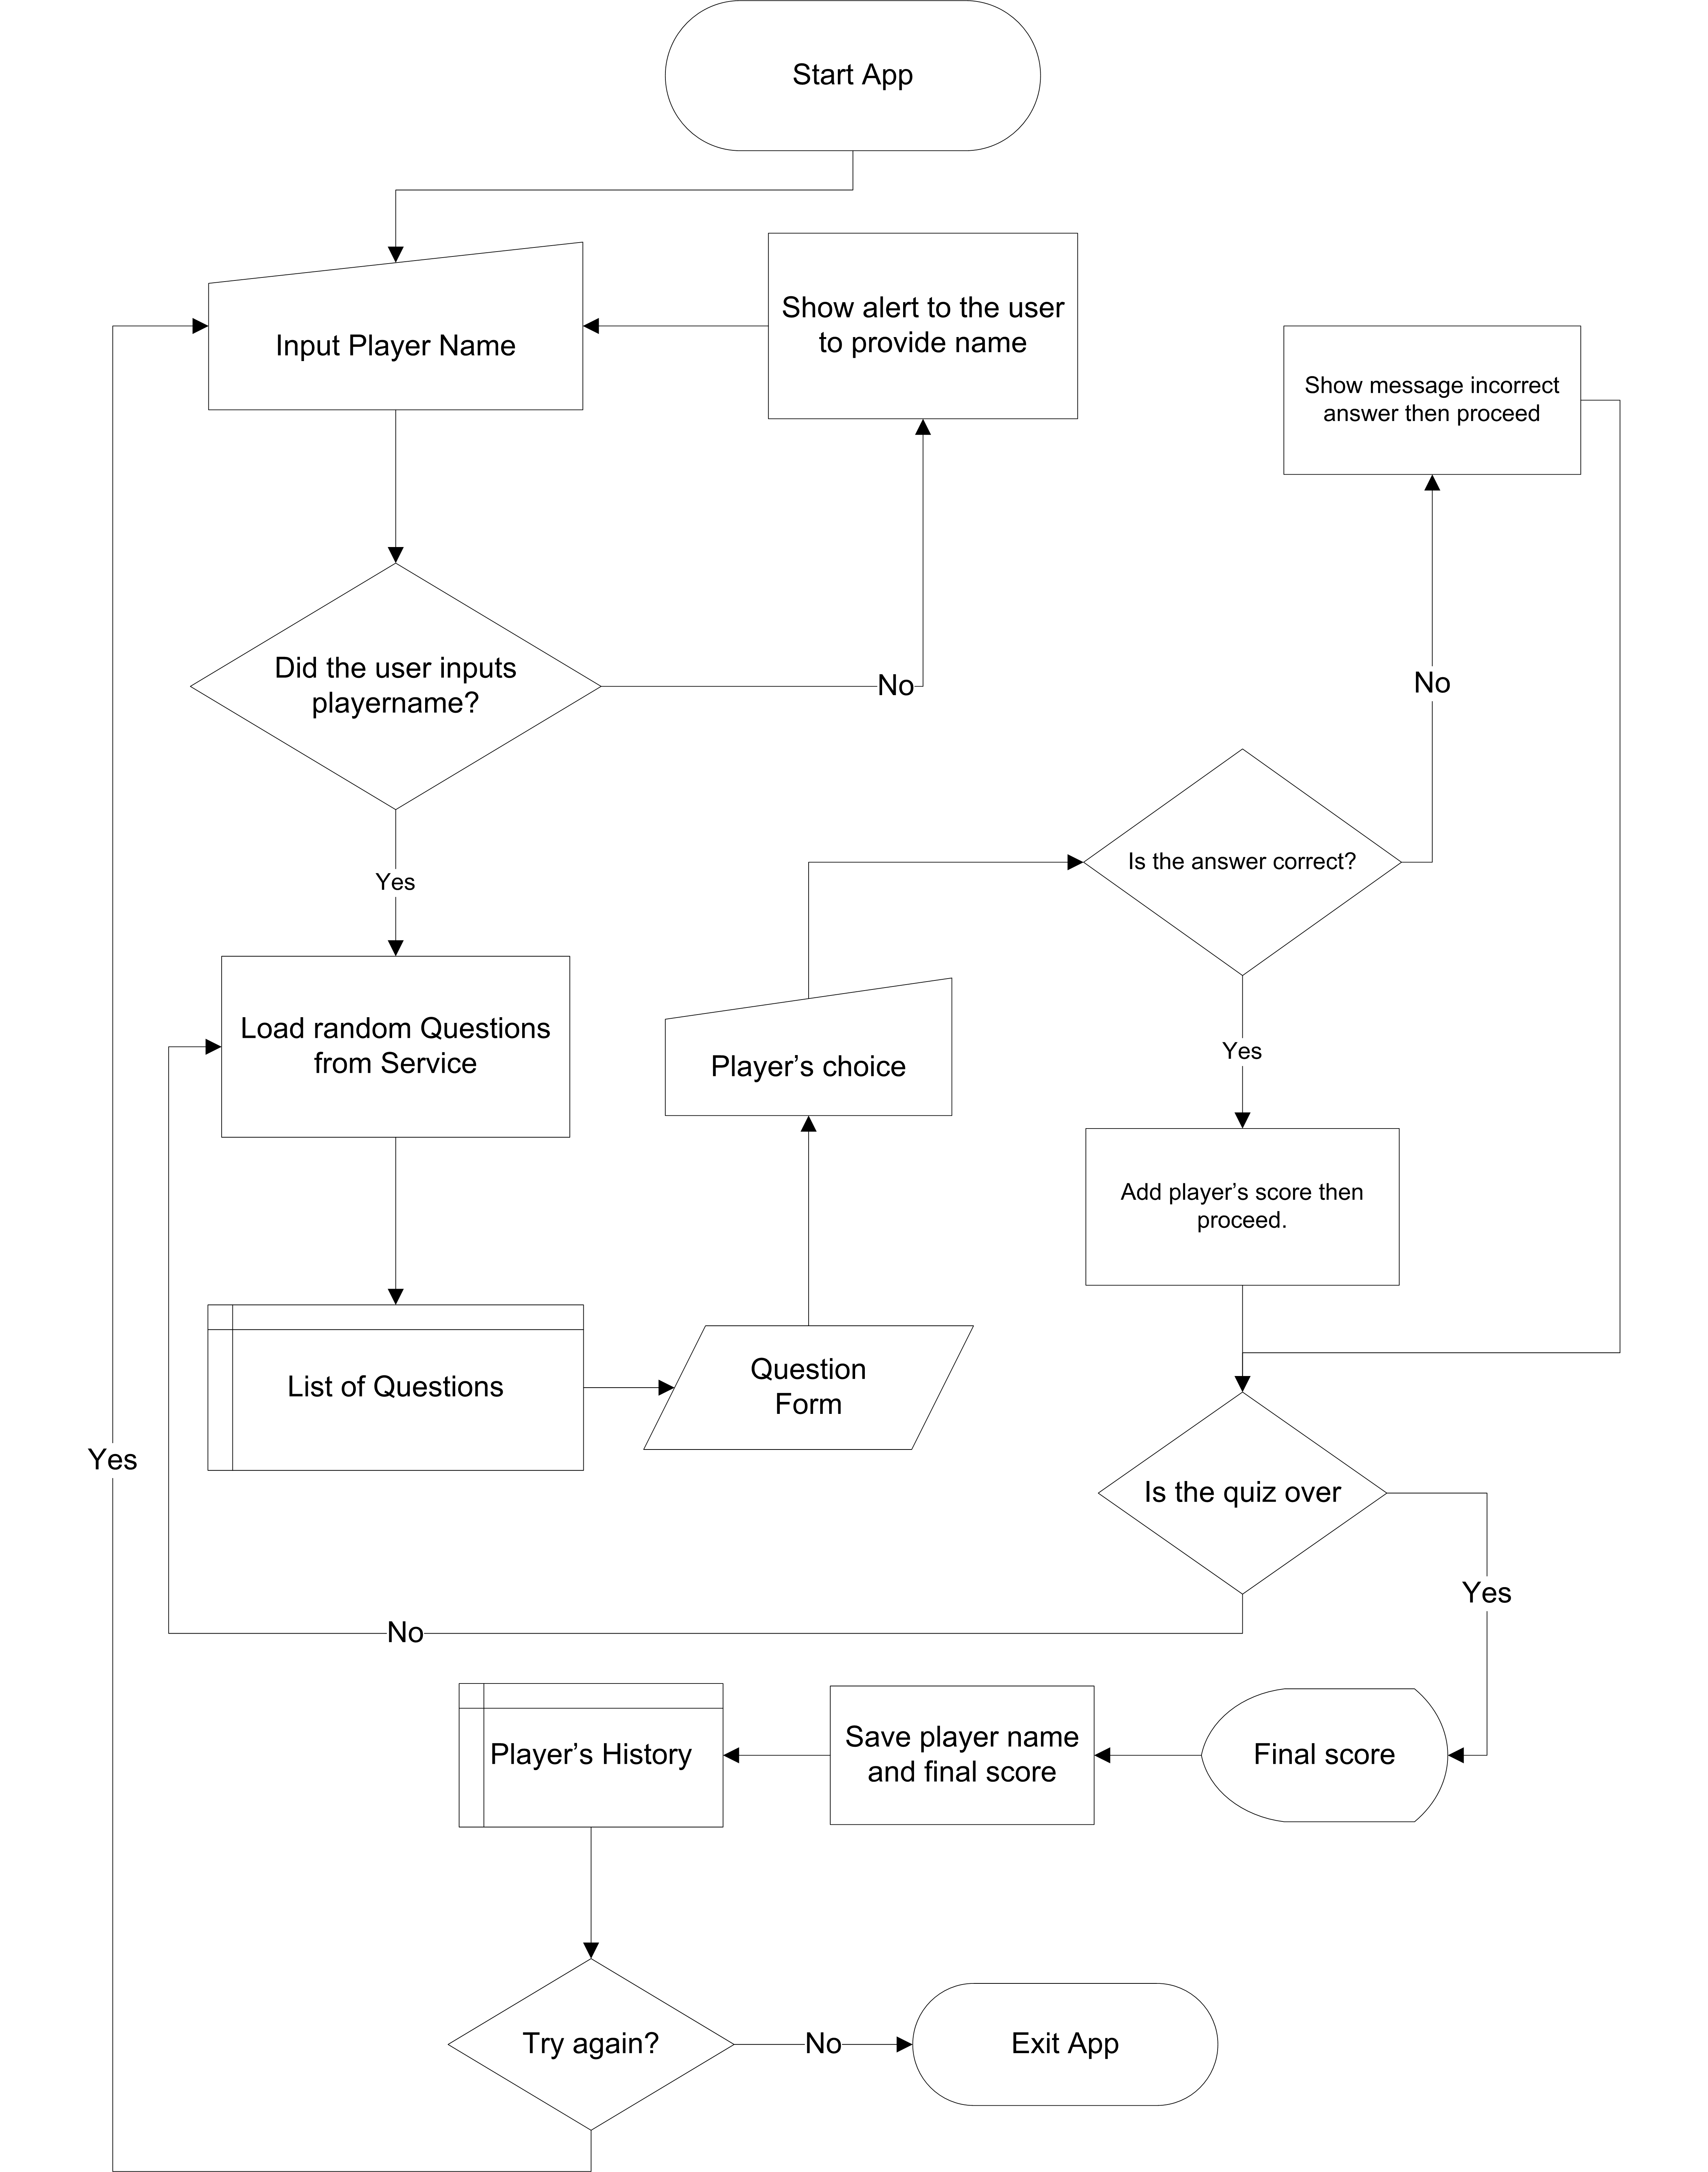 Start App
Input Player Name
Show alert to the user
to provide name
Show message incorrect
answer then proceed
Did the user inputs
playername?
No
No
Is the answer correct?
Yes
Load random Questions
from Service
Player’s choice
Yes
Add player’s score then
proceed.
List of Questions
Question
Form
Yes
Is the quiz over
Yes
No
Player’s History
Save player name
and final score
Final score
Try again?
No
Exit App